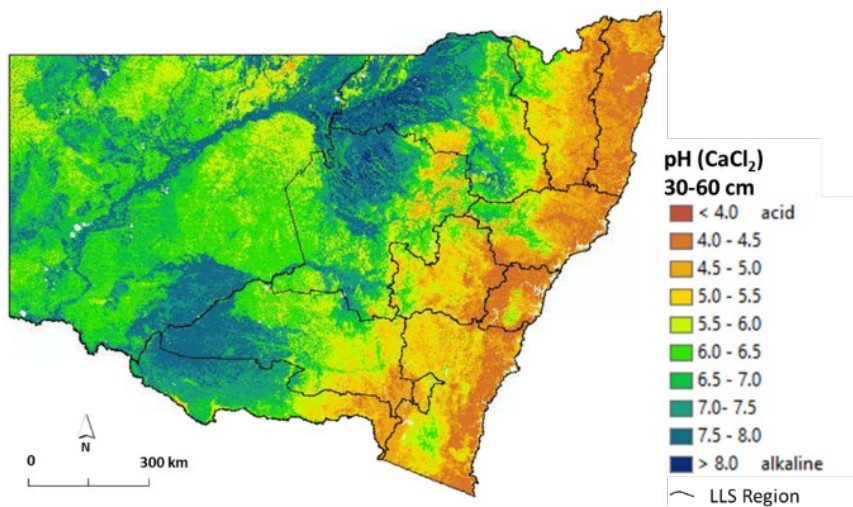 pH (CaCl₂)
30-60 cm
< 4.0 acid
4.0 - 4.5
4.5 - 5.0
5.0 - 5.5
5.5 - 6.0
6.0 - 6.5
6.5 - 7.0
7.0- 7.5
7.5 - 8.0
> 8.0 alkaline
LLS Region
N
0 300 km